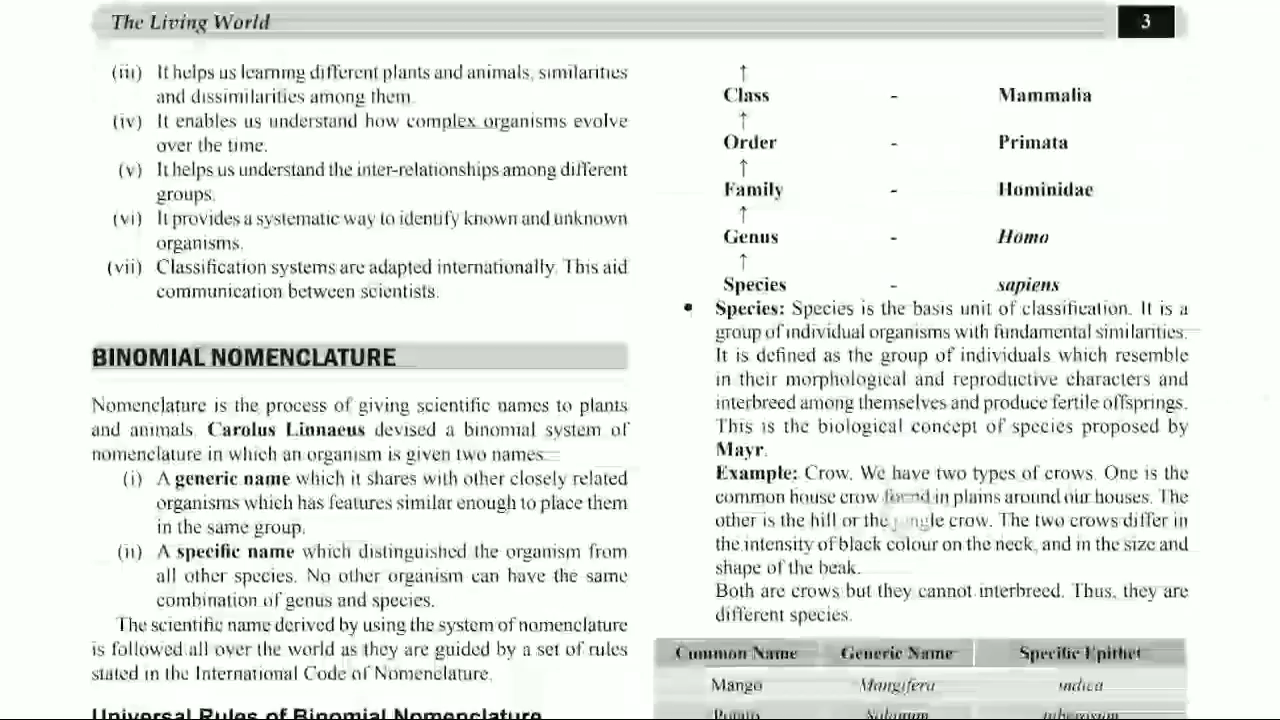 The Living World
3
(iii) It helps us learning different plants and animals, similarities
and dissimilarities among them.
(iv) It enables us understand how complex organisms evolve
over the time.
(v) It helps us understand the inter-relationships among different
groups.
(vi) It provides a systematic way to identify known and unknown
organisms.
(vii) Classification systems are adapted internationally. This aid
communication between scientists.
BINOMIAL NOMENCLATURE
Nomenclature is the process of giving scientific names to plants
and animals. Carolus Linnaeus devised a binomial system of
nomenclature in which an organism is given two names.
(i) A generic name which it shares with other closely related
organisms which has features similar enough to place them
in the same group.
(ii) A specific name which distinguished the organism from
all other species. No other organism can have the same
combination of genus and species.
The scientific name derived by using the system of nomenclature
is followed all over the world as they are guided by a set of rules
stated in the International Code of Nomenclature.
Universal Rules of Binomial Nomenclature
↑
Class - Mammalia
↑
Order - Primata
↑
Family - Hominidae
↑
Genus - Homo
↑
Species - sapiens
• Species: Species is the basis unit of classification. It is a
group of individual organisms with fundamental similarities.
It is defined as the group of individuals which resemble
in their morphological and reproductive characters and
interbreed among themselves and produce fertile offsprings.
This is the biological concept of species proposed by
Mayr.
Example: Crow. We have two types of crows. One is the
common house crow found in plains around our houses. The
other is the hill or the jungle crow. The two crows differ in
the intensity of black colour on the neck, and in the size and
shape of the beak.
Both are crows but they cannot interbreed. Thus, they are
different species.
Common Name Generic Name Specific Epithet
Mango Mangifera indica
Potato Solanum tuberosum